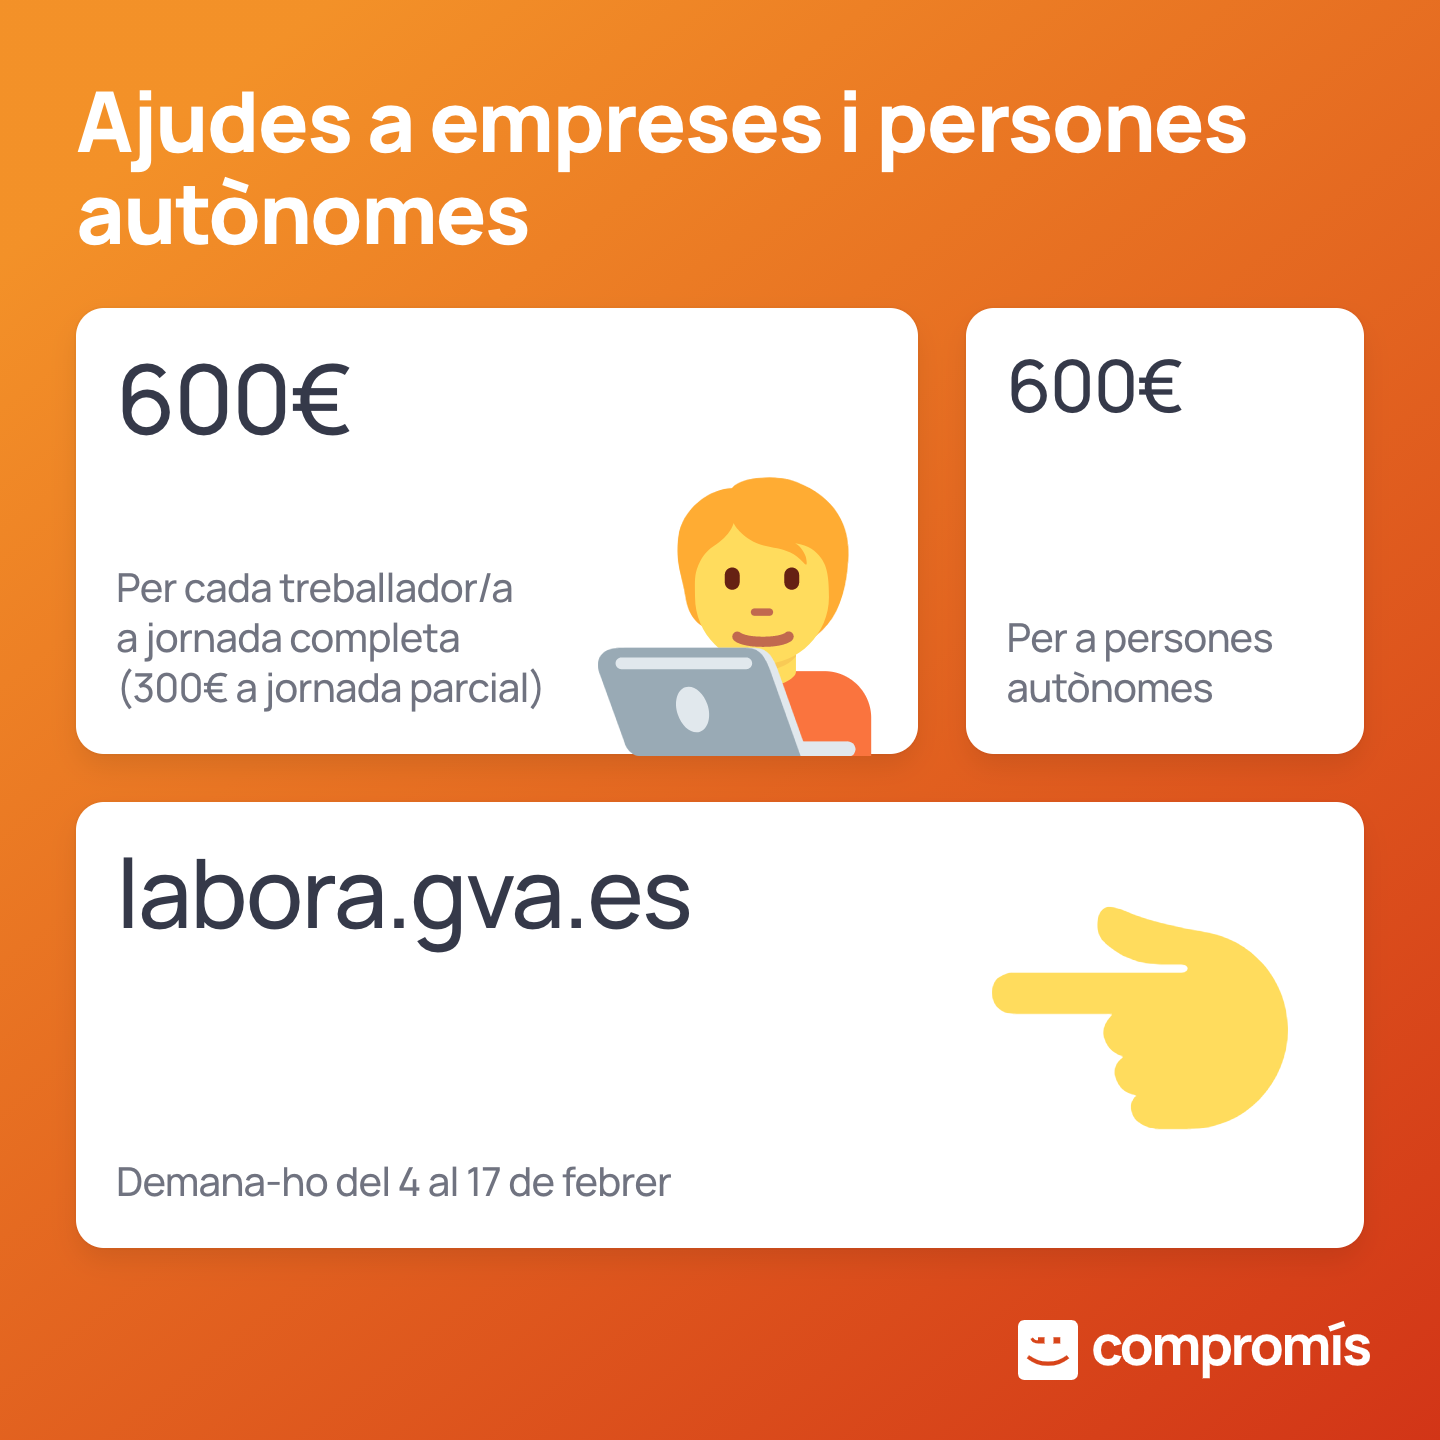 Ajudes a empreses i persones
autònomes
600€
Per cada treballador/a
a jornada completa
(300€ a jornada parcial)
600€
Per a persones
autònomes
labora.gva.es
Demana-ho del 4 al 17 de febrer
compromís